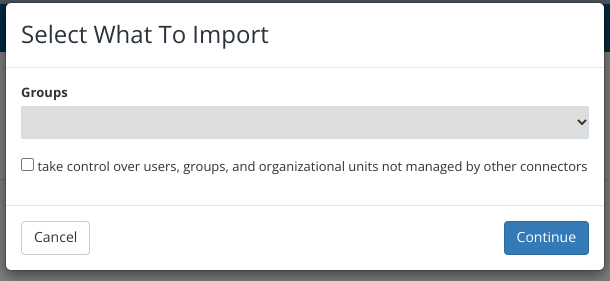 Select What To Import
Groups
take control over users, groups, and organizational units not managed by other connectors
Cancel
Continue